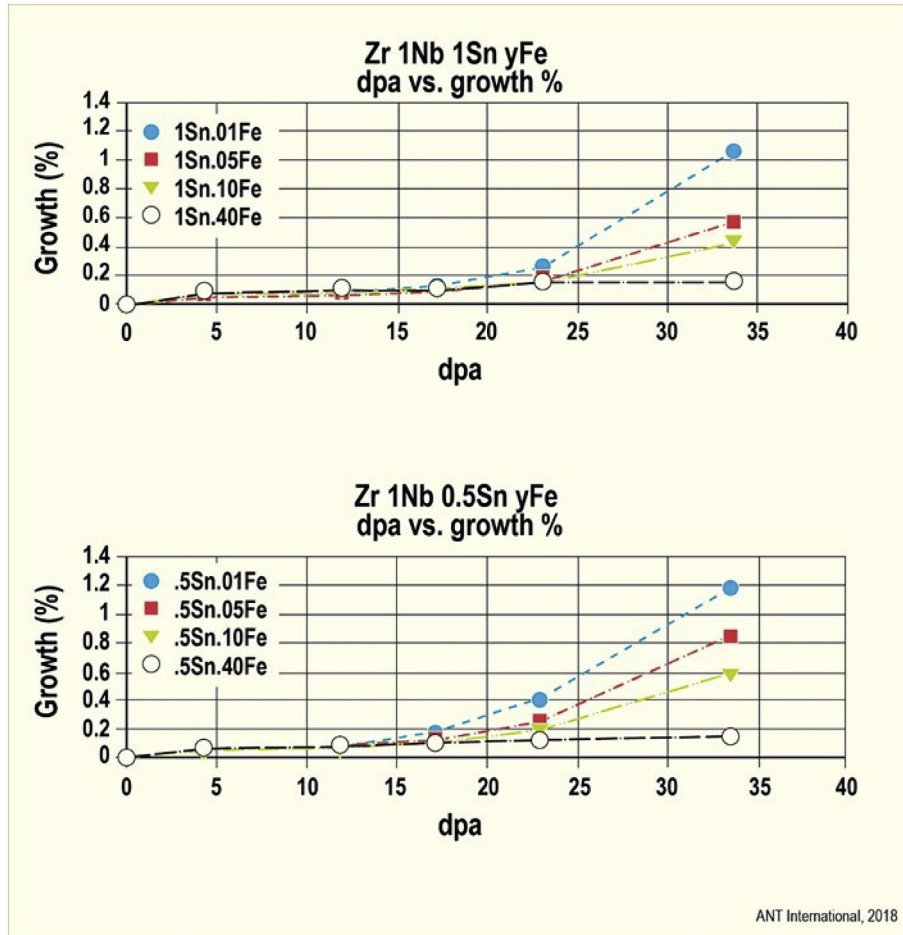 Zr 1Nb 1Sn yFe
dpa vs. growth %
Growth (%)
1.4
1.2
1
0.8
0.6
0.4
0.2
0
1Sn.01Fe
1Sn.05Fe
1Sn.10Fe
1Sn.40Fe
0 5 10 15 20 25 30 35 40
dpa
Zr 1Nb 0.5Sn yFe
dpa vs. growth %
Growth (%)
1.4
1.2
1
0.8
0.6
0.4
0.2
0
.5Sn.01Fe
.5Sn.05Fe
.5Sn.10Fe
.5Sn.40Fe
0 5 10 15 20 25 30 35 40
dpa
ANT International, 2018